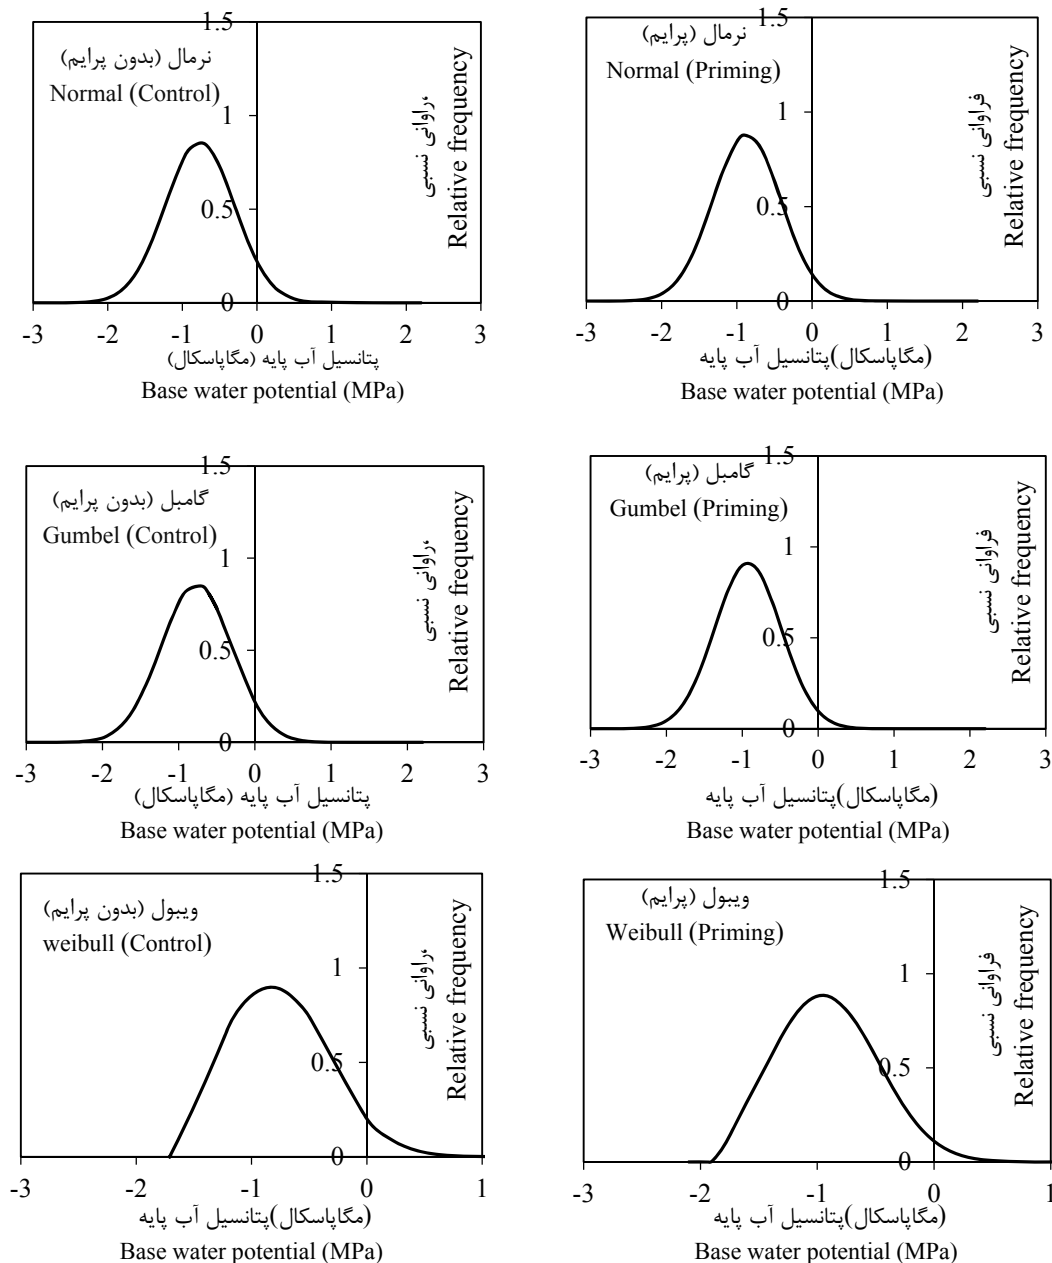 1.5
نرمال (بدون پرایم)
Normal (Control)
1
0.5
0
-3 -2 -1 0 1 2 3
پتانسیل آب پایه (مگاپاسکال)
Base water potential (MPa)
نسبی
Relative frequency
1.5
نرمال (پرایم)
Normal (Priming)
1
0.5
0
-3 -2 -1 0 1 2 3
(مگاپاسکال)پتانسیل آب پایه
Base water potential (MPa)
فراوانی نسبی
Relative frequency
1.5
گامبل (بدون پرایم)
Gumbel (Control)
1
0.5
0
-3 -2 -1 0 1 2 3
پتانسیل آب پایه (مگاپاسکال)
Base water potential (MPa)
نسبی
Relative frequency
1.5
گامبل (پرایم)
Gumbel (Priming)
1
0.5
0
-3 -2 -1 0 1 2 3
(مگاپاسکال)پتانسیل آب پایه
Base water potential (MPa)
فراوانی نسبی
Relative frequency
1.5
ویبول (بدون پرایم)
weibull (Control)
1
0.5
0
-3 -2 -1 0 1
(مگاپاسکال)پتانسیل آب پایه
Base water potential (MPa)
نسبی
Relative frequency
1.5
ویبول (پرایم)
Weibull (Priming)
1
0.5
0
-3 -2 -1 0 1
(مگاپاسکال)پتانسیل آب پایه
Base water potential (MPa)
فراوانی نسبی
Relative frequency